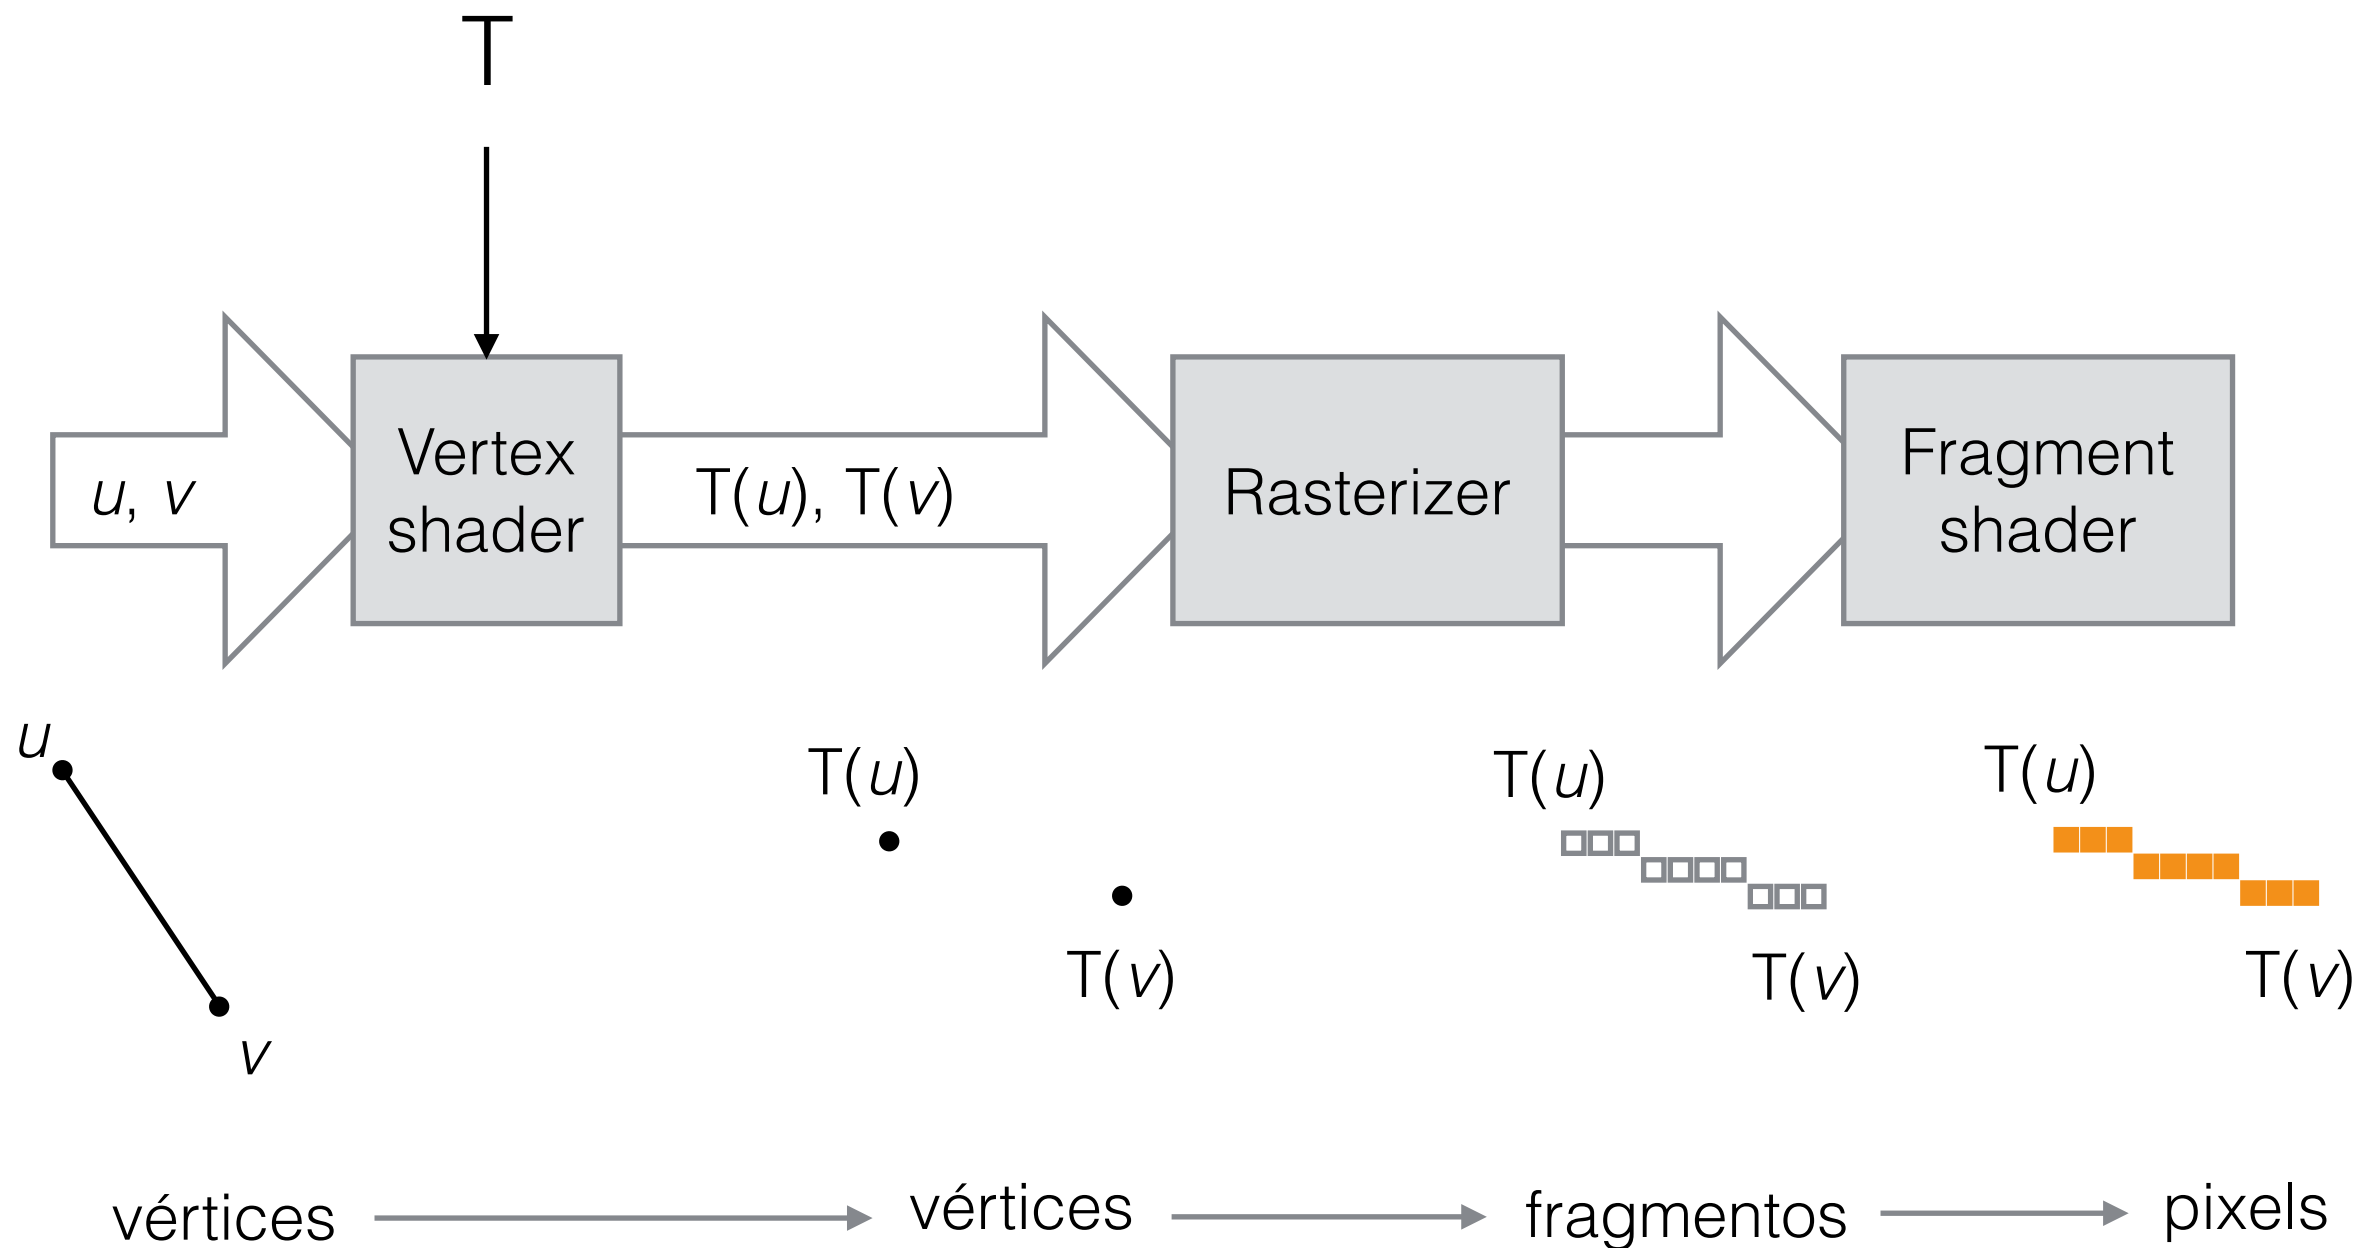 T
u, v
Vertex
shader
T(u), T(v)
Rasterizer
Fragment
shader
u
v
T(u)
T(v)
T(u)
T(v)
T(u)
T(v)
vértices
vértices
fragmentos
pixels